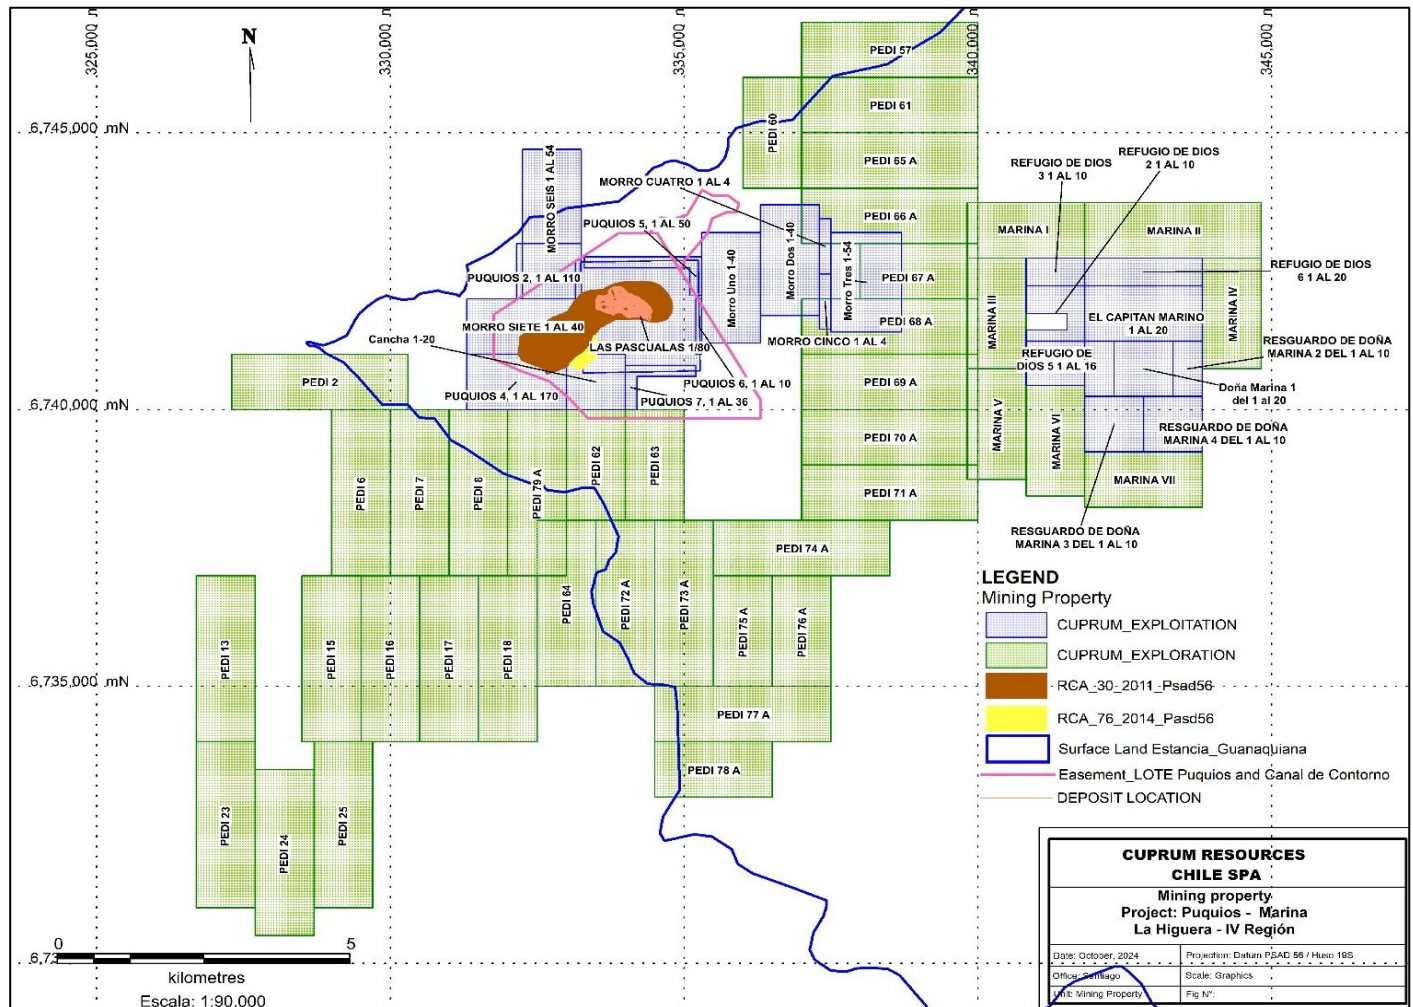 N
325,000 m
330,000 m
335,000 m
340,000 m
345,000 m
6,745,000 mN
6,740,000 mN
6,735,000 mN
PEDI 57
PEDI 60
PEDI 61
PEDI 65 A
PEDI 66 A
PEDI 67 A
PEDI 68 A
PEDI 69 A
PEDI 70 A
PEDI 71 A
MORRO SEIS 1 AL 54
MORRO CUATRO 1 AL 4
PUQUIOS 5, 1 AL 50
PUQUIOS 2, 1 AL 110
MORRO SIETE 1 AL 40
Cancha 1-20
LAS PASCUALAS 1/80
PUQUIOS 4, 1 AL 170
PUQUIOS 6, 1 AL 10
PUQUIOS 7, 1 AL 36
Morro Uno 1-40
Morro Dos 1-40
Morro Tres 1-54
MORRO CINCO 1 AL 4
REFUGIO DE DIOS
3 1 AL 10
REFUGIO DE DIOS
2 1 AL 10
REFUGIO DE DIOS
6 1 AL 20
MARINA I
MARINA II
MARINA III
MARINA IV
EL CAPITAN MARINO
1 AL 20
REFUGIO DE
DIOS 5 1 AL 16
RESGUARDO DE DOÑA
MARINA 2 DEL 1 AL 10
Doña Marina 1
del 1 al 20
RESGUARDO DE DOÑA
MARINA 4 DEL 1 AL 10
MARINA V
MARINA VI
MARINA VII
RESGUARDO DE DOÑA
MARINA 3 DEL 1 AL 10
PEDI 2
PEDI 6
PEDI 7
PEDI 8
PEDI 79 A
PEDI 62
PEDI 63
PEDI 13
PEDI 15
PEDI 16
PEDI 17
PEDI 18
PEDI 64
PEDI 72 A
PEDI 73 A
PEDI 74 A
PEDI 75 A
PEDI 76 A
PEDI 77 A
PEDI 78 A
PEDI 23
PEDI 24
PEDI 25
LEGEND
Mining Property
CUPRUM_EXPLOITATION
CUPRUM_EXPLORATION
RCA_30_2011_Psad56
RCA_76_2014_Pasd56
Surface Land Estancia_Guanaquiana
Easement_LOTE Puquios and Canal de Contorno
DEPOSIT LOCATION
0 5
kilometres
Escala: 1:90.000
CUPRUM RESOURCES
CHILE SPA
Mining property
Project: Puquios - Marina
La Higuera - IV Región
Date: October, 2024
Projection: Datum PSAD 56 / Huso 19S
Office: Santiago
Scale: Graphics
Unit: Mining Property
Fig N°: